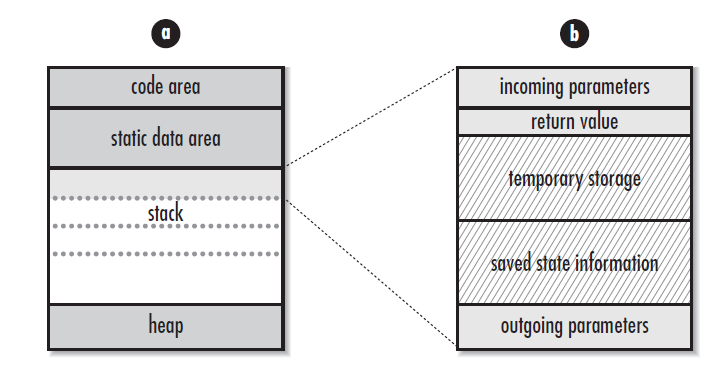 a
code area
static data area
stack
heap
b
incoming parameters
return value
temporary storage
saved state information
outgoing parameters